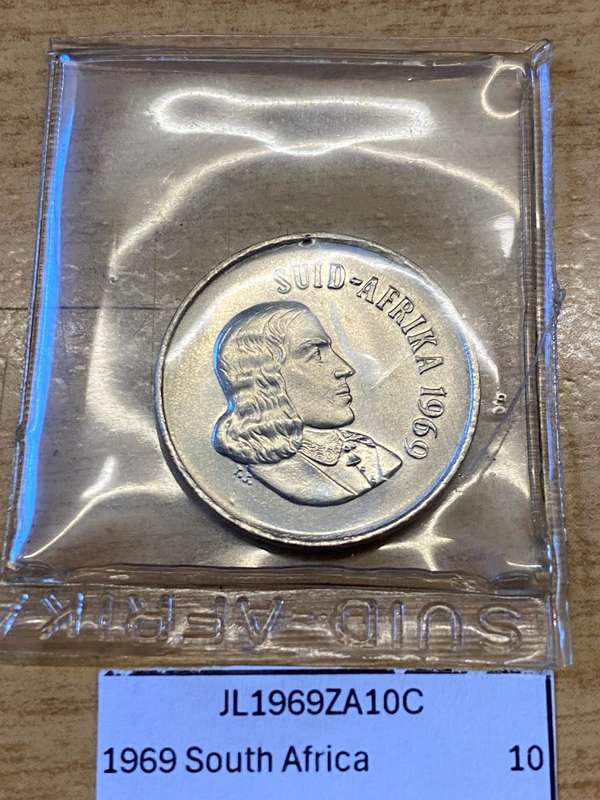 SUID-AFRIKA 1969
T.S.
SUID-AFRIKA
JL1969ZA10C
1969 South Africa 10